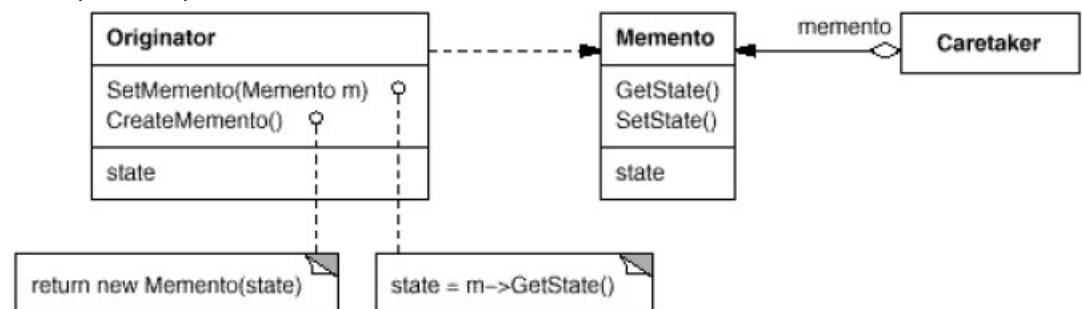 Originator
SetMemento(Memento m)
CreateMemento()
state
Memento
GetState()
SetState()
state
memento
Caretaker
return new Memento(state)
state = m->GetState()